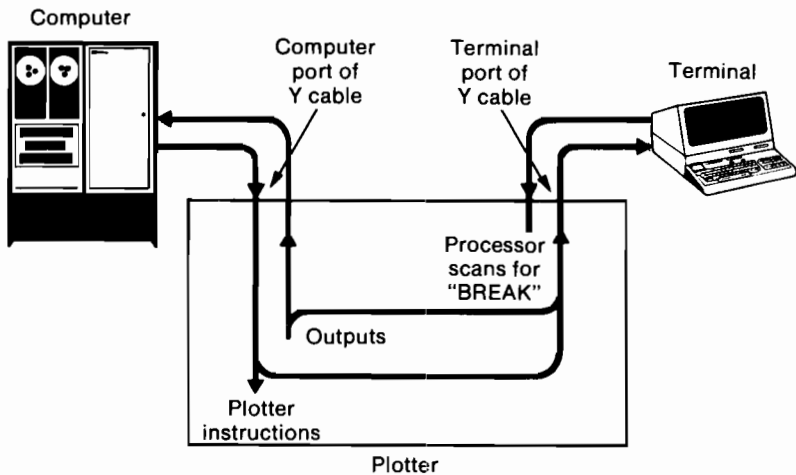 Computer
Computer
port of
Y cable
Terminal
port of
Y cable
Terminal
Processor
scans for
"BREAK"
Outputs
Plotter
instructions
Plotter